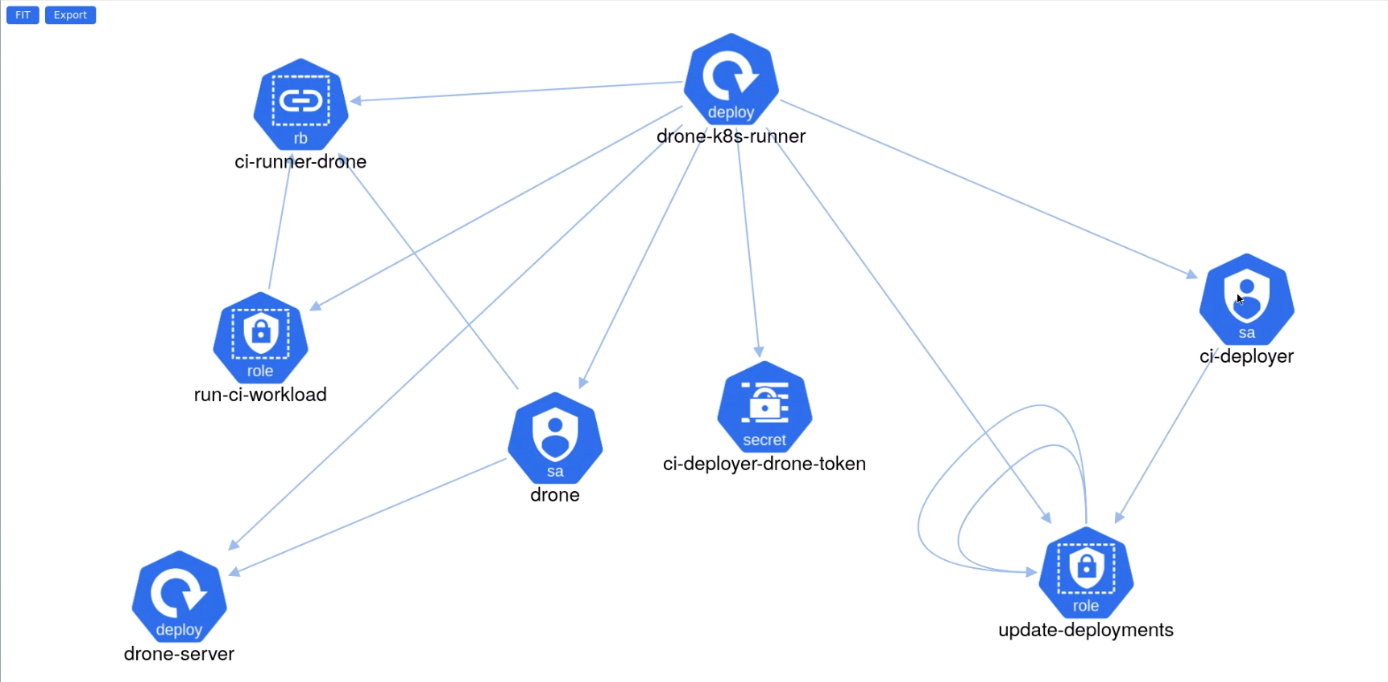 FIT
Export
deploy
drone-k8s-runner
rb
ci-runner-drone
sa
ci-deployer
role
run-ci-workload
secret
ci-deployer-drone-token
sa
drone
role
update-deployments
deploy
drone-server